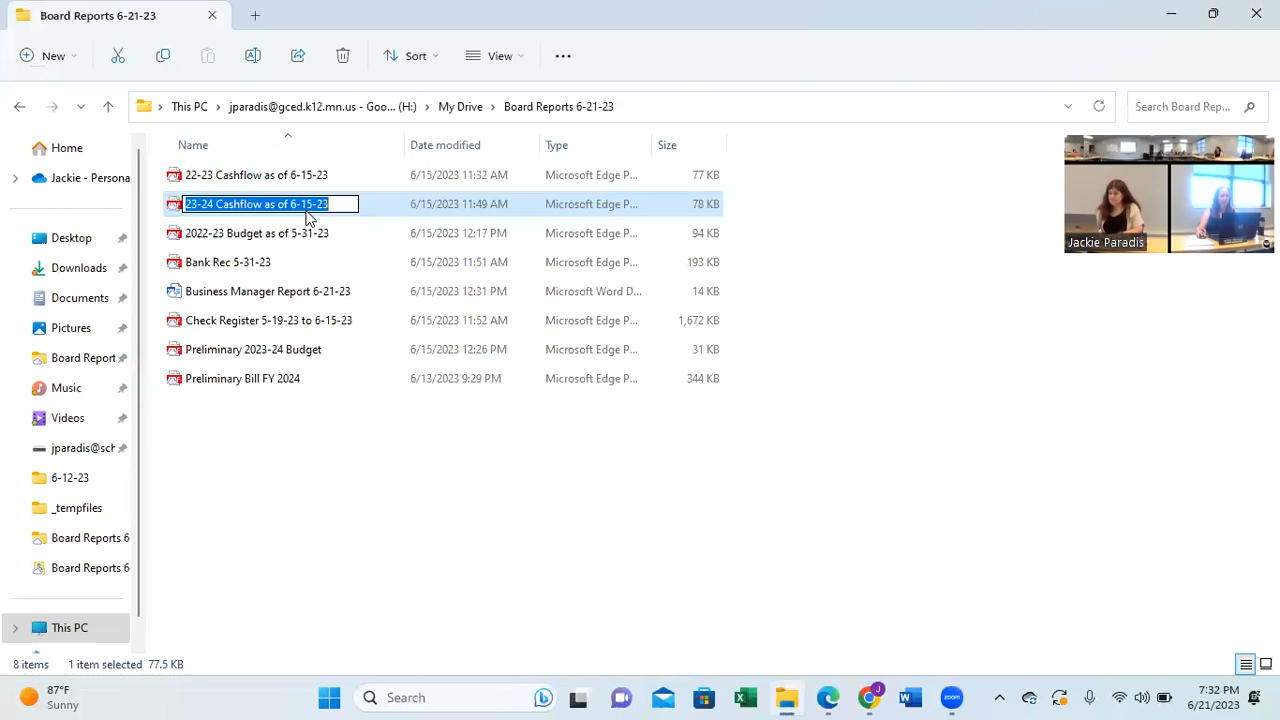 Board Reports 6-21-23
New
Sort
View
This PC
jparadis@gced.k12.mn.us - Goo... (H:)
My Drive
Board Reports 6-21-23
Search Board Rep...
Name
Date modified
Type
Size
Home
Jackie - Persona
Desktop
Downloads
Documents
Pictures
Board Report
Music
Videos
jparadis@sch
6-12-23
_tempfiles
Board Reports 6
Board Reports 6
This PC
22-23 Cashflow as of 6-15-23 6/15/2023 11:32 AM Microsoft Edge P... 77 KB
23-24 Cashflow as of 6-15-23 6/15/2023 11:49 AM Microsoft Edge P... 78 KB
2022-23 Budget as of 5-31-23 6/15/2023 12:17 PM Microsoft Edge P... 94 KB
Bank Rec 5-31-23 6/15/2023 11:51 AM Microsoft Edge P... 193 KB
Business Manager Report 6-21-23 6/15/2023 12:31 PM Microsoft Word D... 14 KB
Check Register 5-19-23 to 6-15-23 6/15/2023 11:52 AM Microsoft Edge P... 1,672 KB
Preliminary 2023-24 Budget 6/15/2023 12:26 PM Microsoft Edge P... 31 KB
Preliminary Bill FY 2024 6/13/2023 9:29 PM Microsoft Edge P... 344 KB
Jackie Paradis
8 items 1 item selected 77.5 KB
87°F
Sunny
Search
J
7:32 PM
6/21/2023